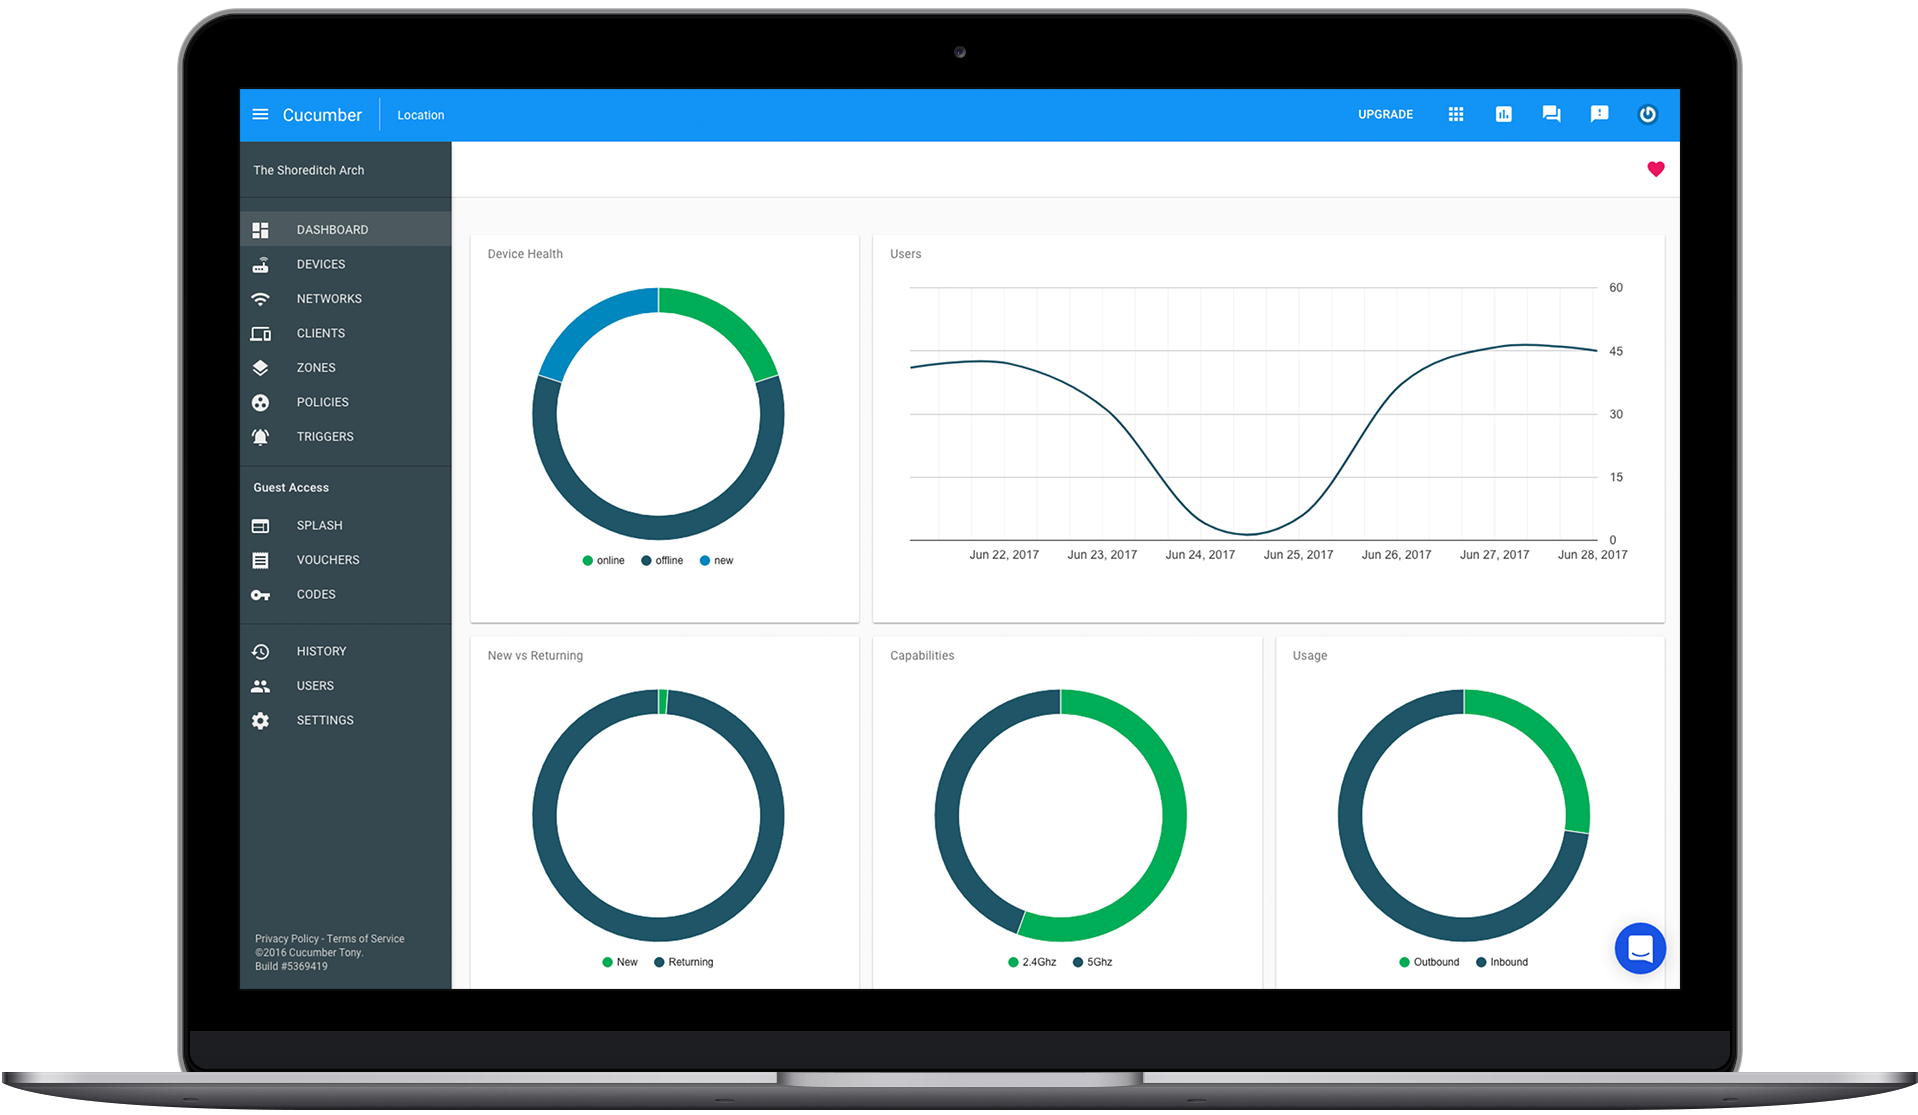 Cucumber
Location
UPGRADE
The Shoreditch Arch
DASHBOARD
DEVICES
NETWORKS
CLIENTS
ZONES
POLICIES
TRIGGERS
Guest Access
SPLASH
VOUCHERS
CODES
HISTORY
USERS
SETTINGS
Privacy Policy - Terms of Service
©2016 Cucumber Tony.
Build #5369419
Device Health
online offline new
Users
60
45
30
15
0
Jun 22, 2017 Jun 23, 2017 Jun 24, 2017 Jun 25, 2017 Jun 26, 2017 Jun 27, 2017 Jun 28, 2017
New vs Returning
New Returning
Capabilities
2.4Ghz 5Ghz
Usage
Outbound Inbound